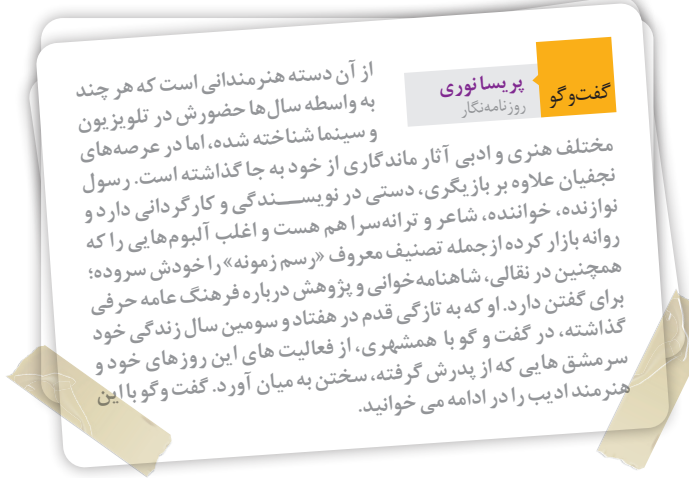 گفت‌و‌گو
پریسا نوری
روزنامه‌نگار
از آن دسته هنرمندانی است که هر چند
به واسطه سال‌ها حضورش در تلویزیون
و سینما شناخته شده، اما در عرصه‌های
مختلف هنری و ادبی آثار ماندگاری از خود به جا گذاشته است. رسول
نجفیان علاوه بر بازیگری، دستی در نویســندگی و کارگردانی دارد و
نوازنده، خواننده، شاعر و ترانه‌سرا هم هست و اغلب آلبوم‌هایی را که
روانه بازار کرده ازجمله تصنیف معروف «رسم زمونه» را خودش سروده؛
همچنین در نقالی، شاهنامه‌خوانی و پژوهش درباره فرهنگ عامه حرفی
برای گفتن دارد. او که به تازگی قدم در هفتاد و سومین سال زندگی خود
گذاشته، در گفت و گو با همشهری، از فعالیت های این روزهای خود و
سرمشق هایی که از پدرش گرفته، سختن به میان آورد. گفت و گو با این
هنرمند ادیب را در ادامه می خوانید.